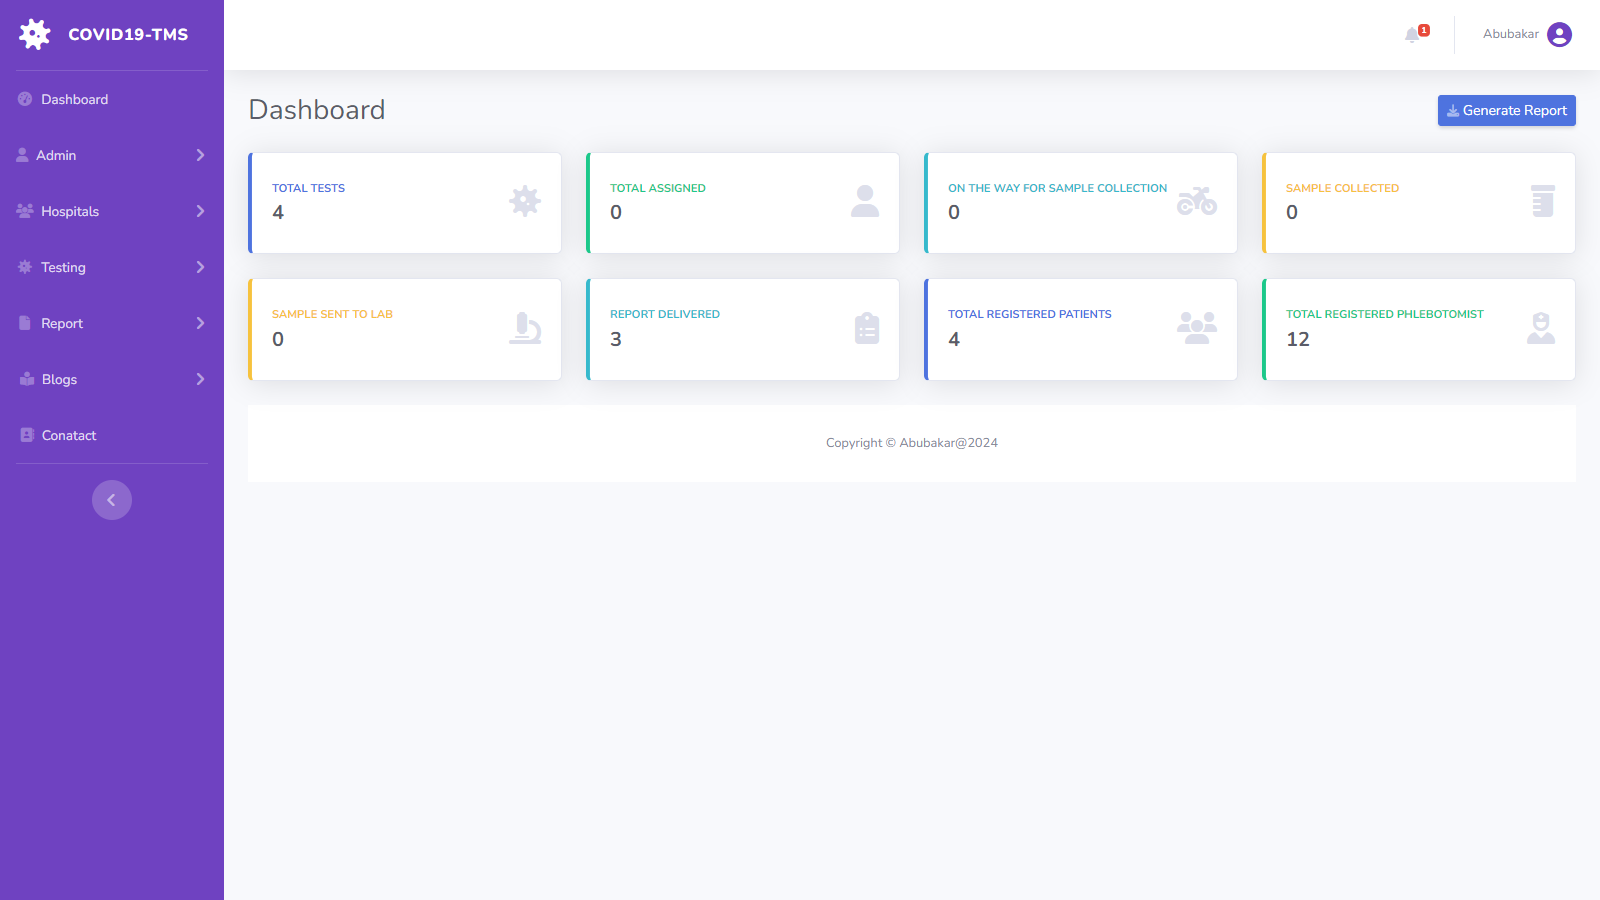 COVID19-TMS
1
Abubakar
Dashboard
Admin
Hospitals
Testing
Report
Blogs
Conatact
Dashboard
Generate Report
TOTAL TESTS
4
TOTAL ASSIGNED
0
ON THE WAY FOR SAMPLE COLLECTION
0
SAMPLE COLLECTED
0
SAMPLE SENT TO LAB
0
REPORT DELIVERED
3
TOTAL REGISTERED PATIENTS
4
TOTAL REGISTERED PHLEBOTOMIST
12
Copyright © Abubakar@2024